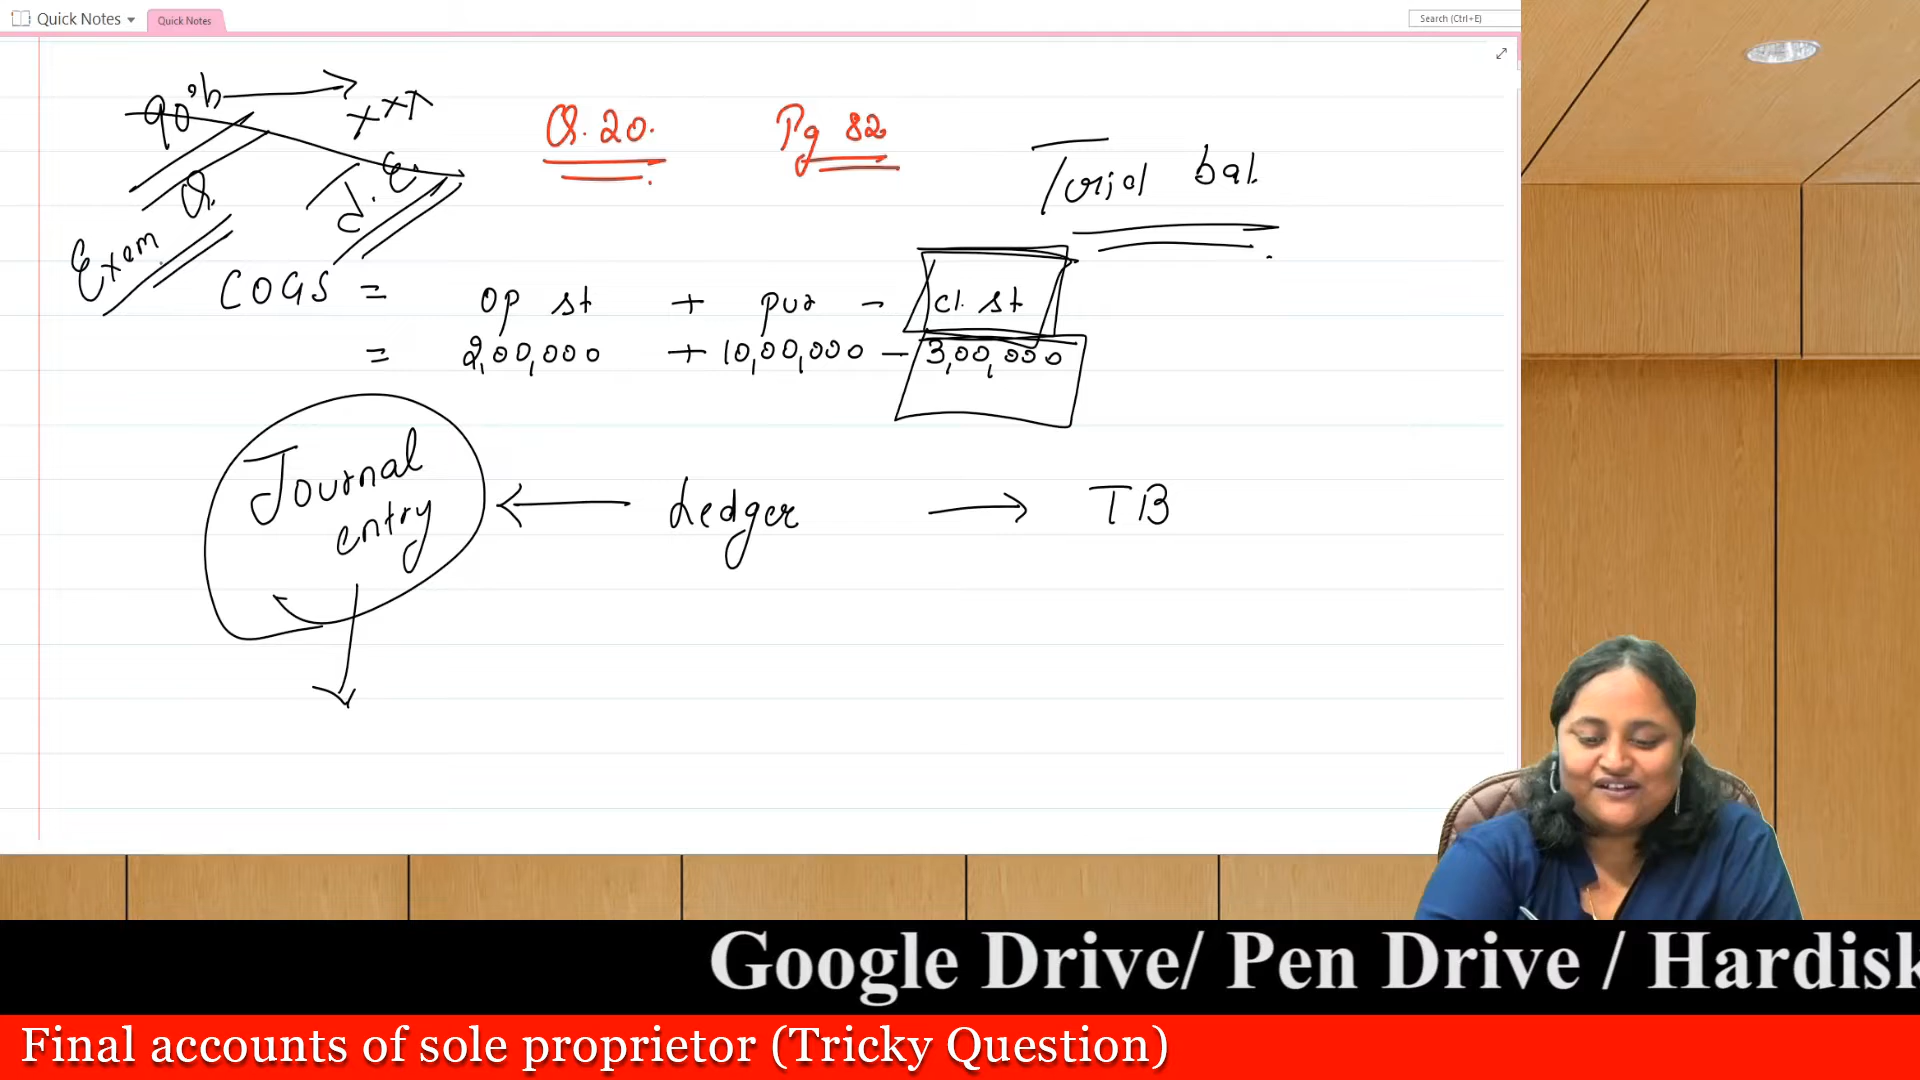 Quick Notes
Quick Notes
Search (Ctrl+E)
90%
Q. 20.
Pg 82
Trial bal.
Q.
Exam
COGS = Op st + pur - cl. st
= 2,00,000 + 10,00,000 - 3,00,000
Journal entry
Ledger
TB
Google Drive/ Pen Drive / Hardisk
Final accounts of sole proprietor (Tricky Question)